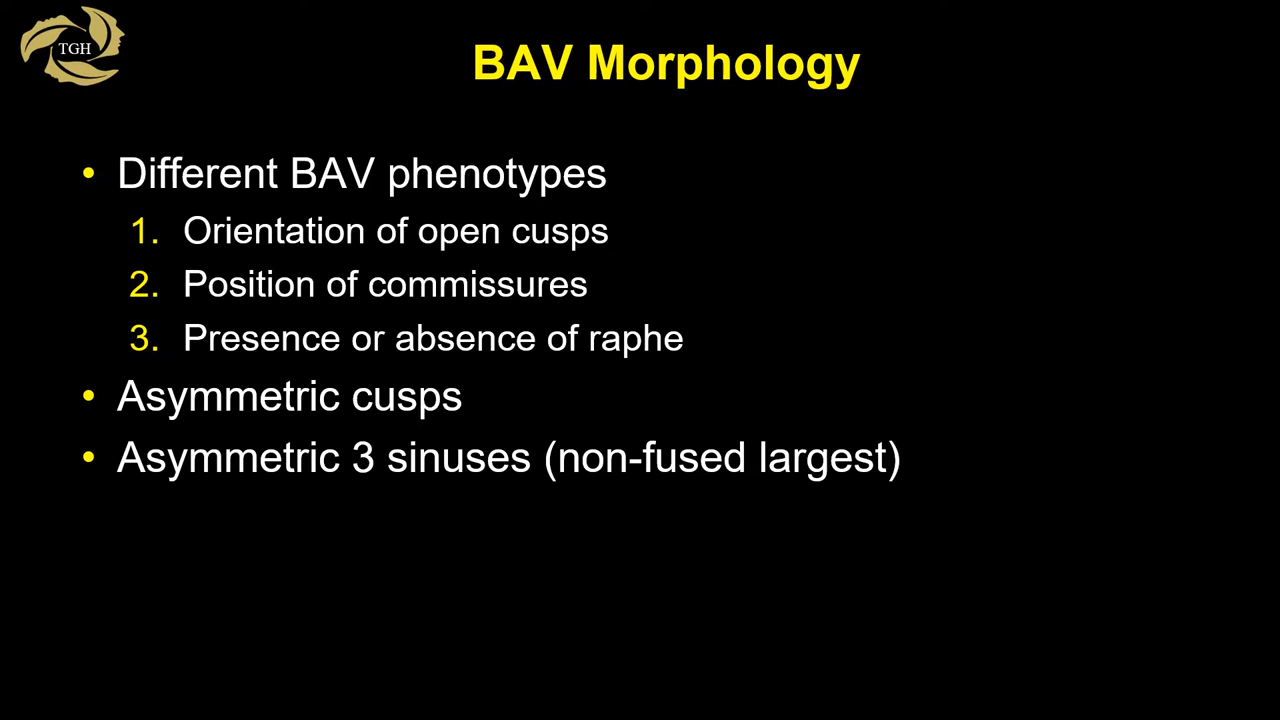 TGH
BAV Morphology
• Different BAV phenotypes
1. Orientation of open cusps
2. Position of commissures
3. Presence or absence of raphe
• Asymmetric cusps
• Asymmetric 3 sinuses (non-fused largest)